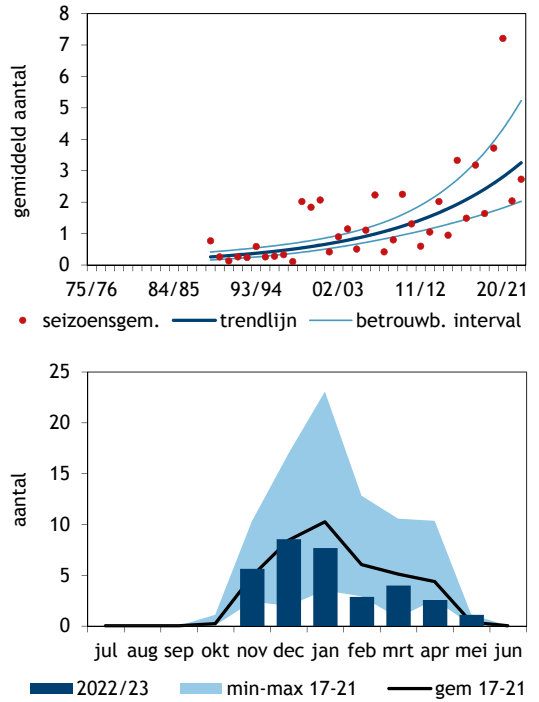 8
7
6
5
4
3
2
1
0
gemiddeld aantal
75/76 84/85 93/94 02/03 11/12 20/21
seizoensgem. trendlijn betrouwb. interval
25
20
15
10
5
0
aantal
jul aug sep okt nov dec jan feb mrt apr mei jun
2022/23 min-max 17-21 gem 17-21